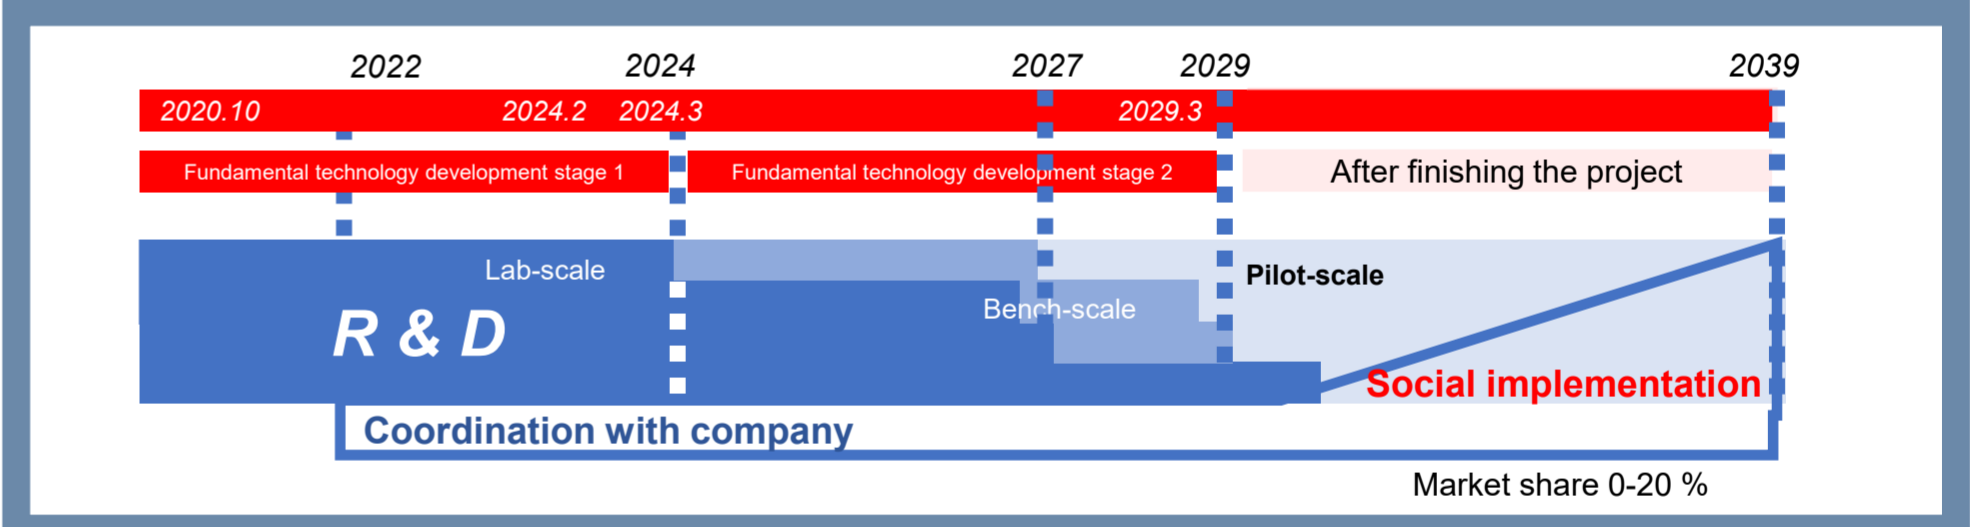 2022 2024 2027 2029 2039
2020.10 2024.2 2024.3 2029.3
Fundamental technology development stage 1 Fundamental technology development stage 2 After finishing the project
Lab-scale
Pilot-scale
Bench-scale
R & D
Social implementation
Coordination with company
Market share 0-20 %